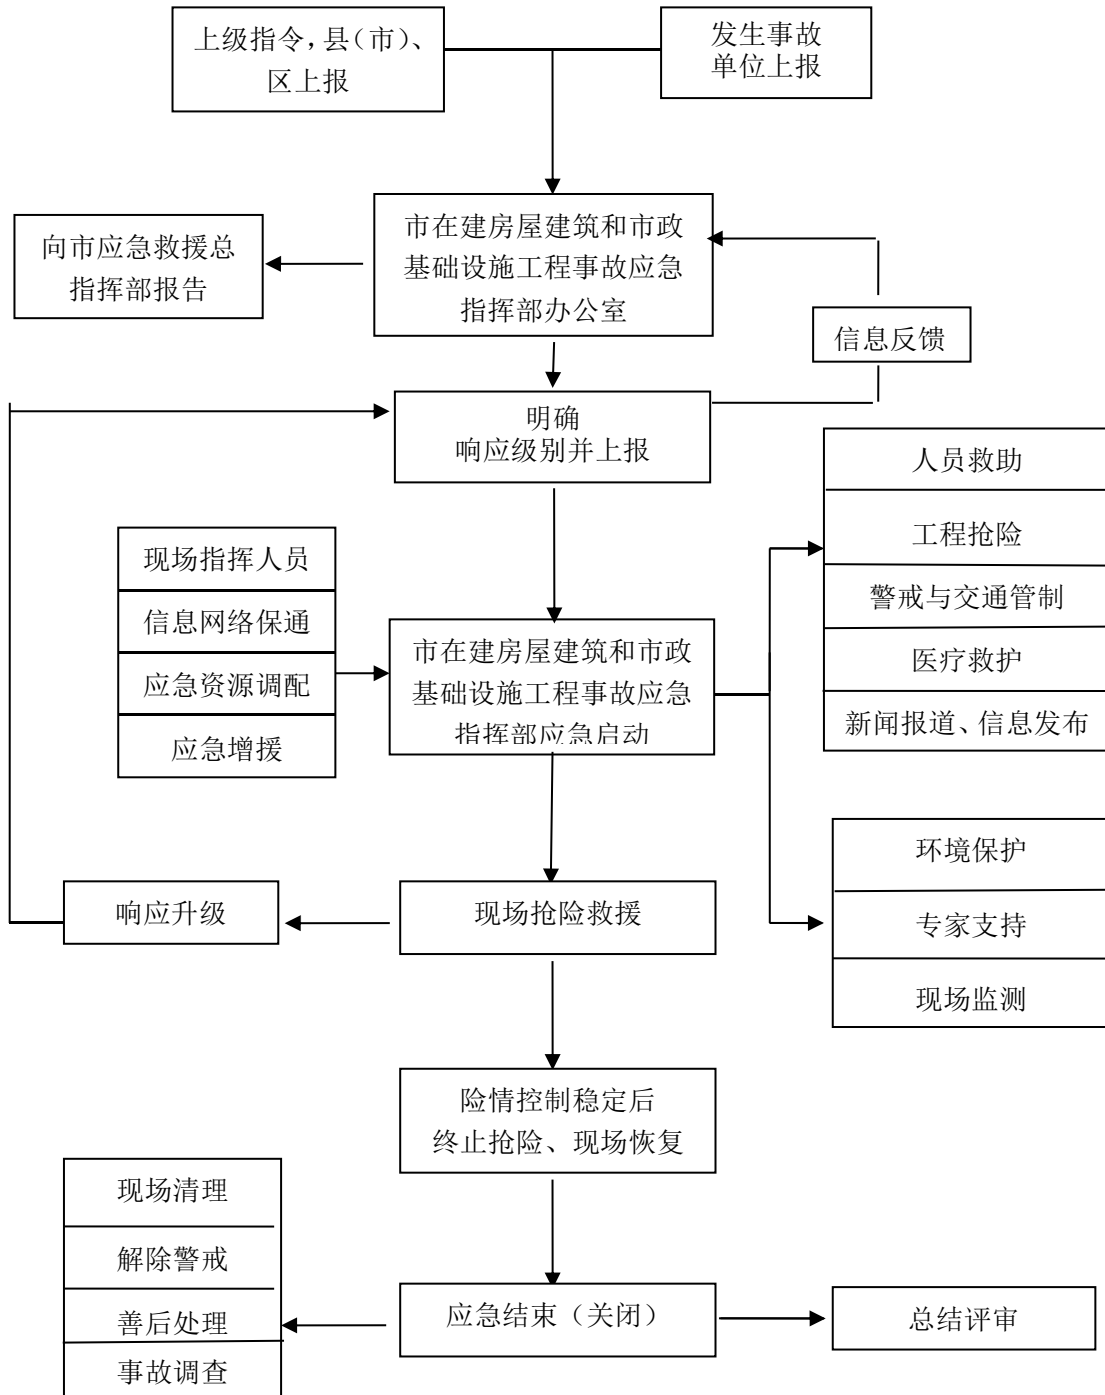 上级指令，县（市）、
区上报
发生事故
单位上报
市在建房屋建筑和市政
基础设施工程事故应急
指挥部办公室
向市应急救援总
指挥部报告
信息反馈
明确
响应级别并上报
人员救助
工程抢险
警戒与交通管制
医疗救护
新闻报道、信息发布
现场指挥人员
信息网络保通
应急资源调配
应急增援
市在建房屋建筑和市政
基础设施工程事故应急
指挥部应急启动
环境保护
专家支持
现场监测
响应升级
现场抢险救援
险情控制稳定后
终止抢险、现场恢复
现场清理
解除警戒
善后处理
事故调查
应急结束（关闭）
总结评审